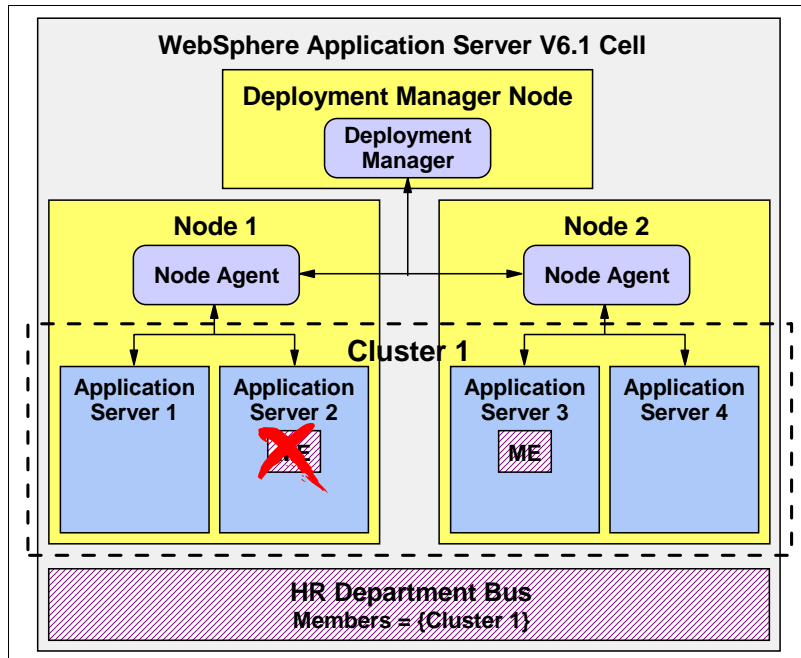 WebSphere Application Server V6.1 Cell
Deployment Manager Node
Deployment
Manager
Node 1
Node Agent
Node 2
Node Agent
Cluster 1
Application
Server 1
Application
Server 2
Application
Server 3
ME
Application
Server 4
HR Department Bus
Members = {Cluster 1}